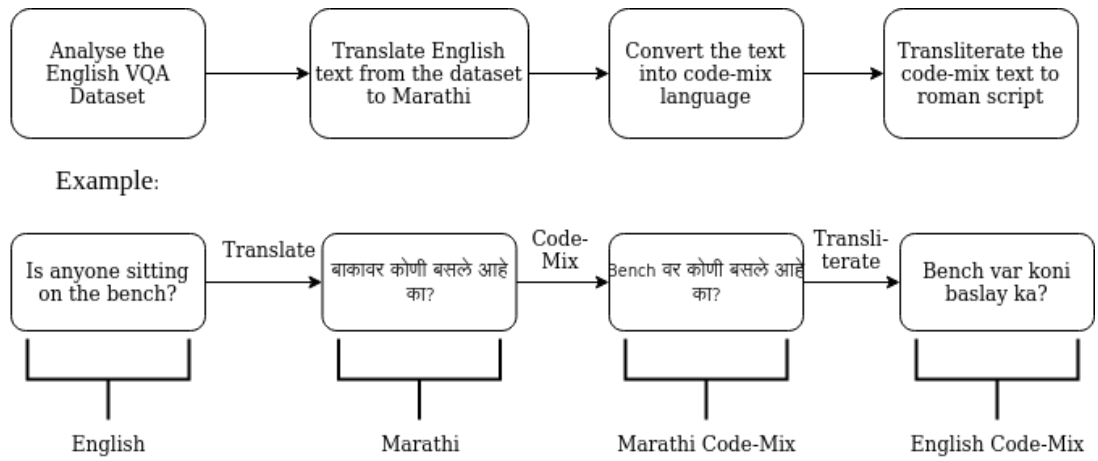 Analyse the
English VQA
Dataset
Translate English
text from the dataset
to Marathi
Convert the text
into code-mix
language
Transliterate the
code-mix text to
roman script
Example:
Is anyone sitting
on the bench?
Translate
बाकावर कोणी बसले आहे
का?
Code-
Mix
Bench वर कोणी बसले आहे
का?
Transli-
terate
Bench var koni
baslay ka?
English
Marathi
Marathi Code-Mix
English Code-Mix